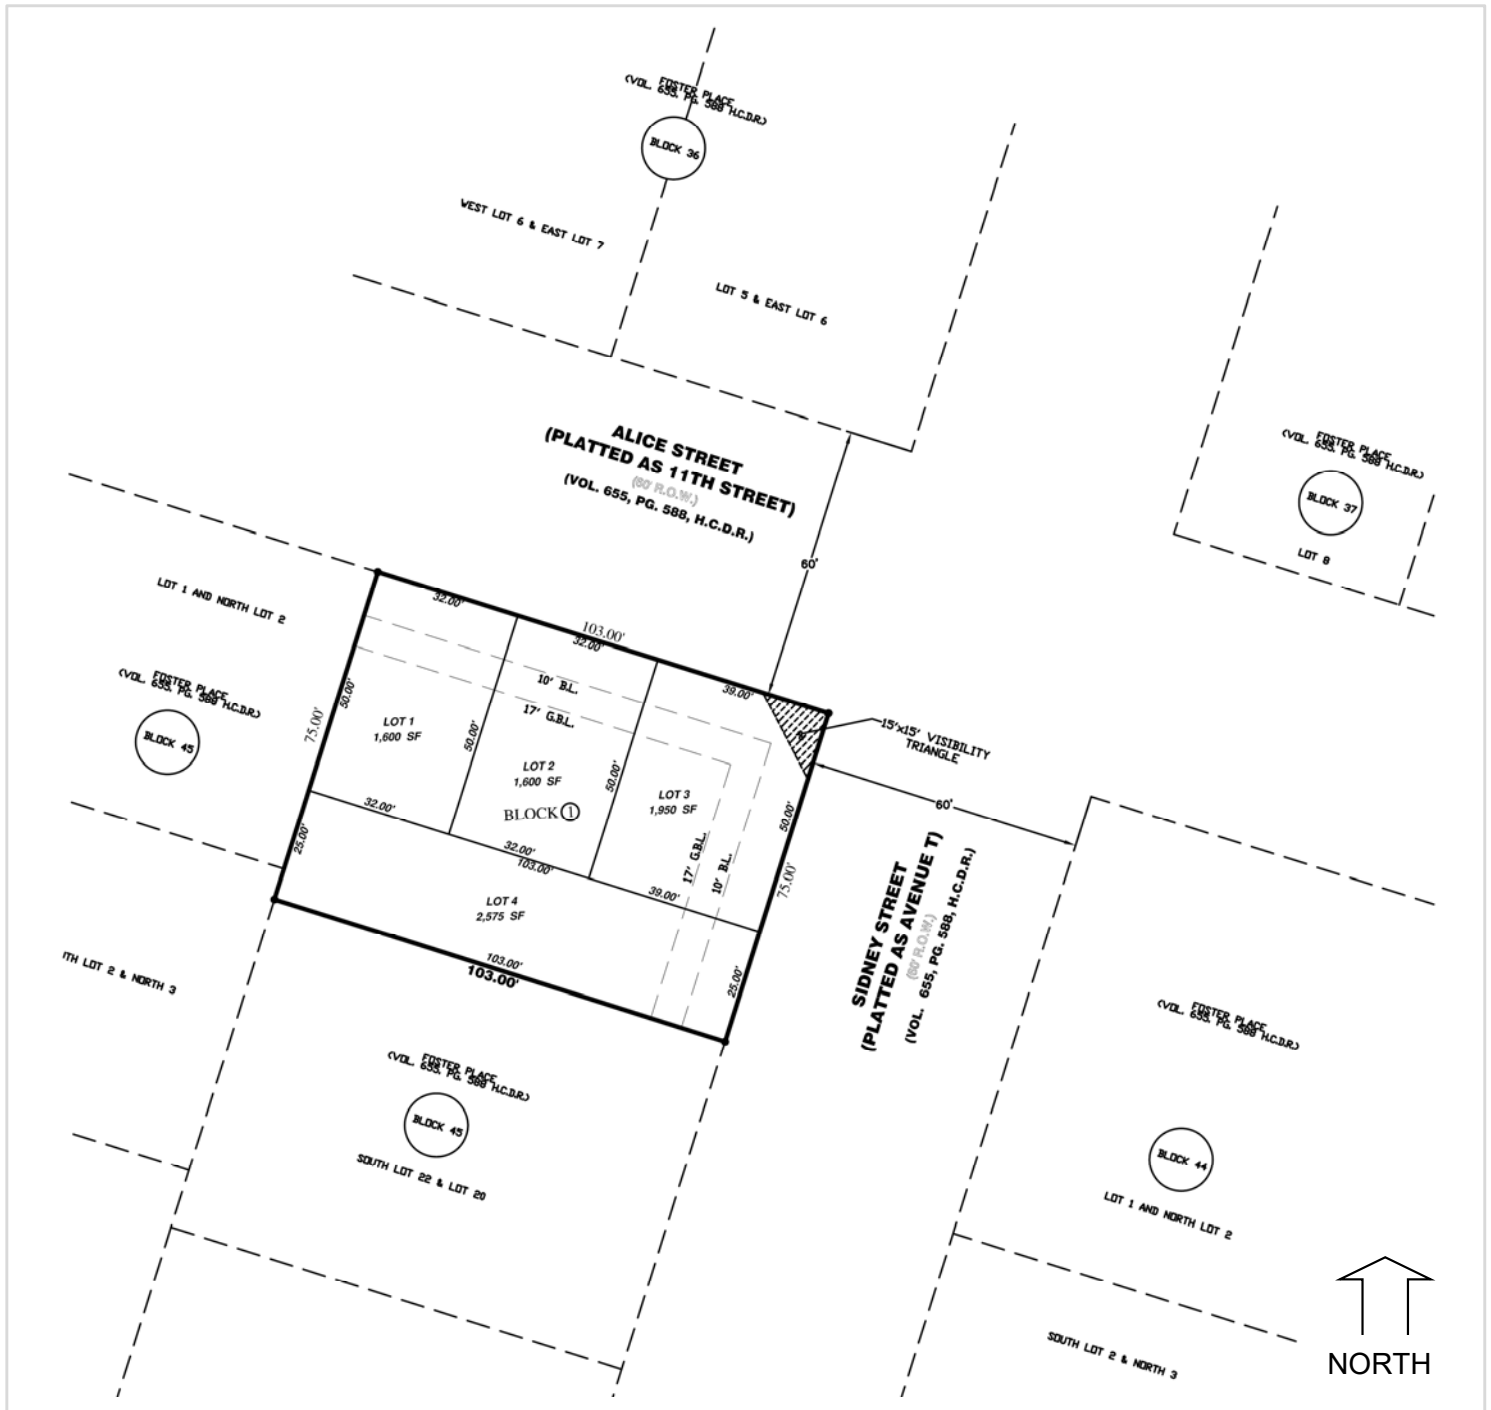 FOSTER PLACE
(VOL. 655, PG. 588 H.C.D.R.)
BLOCK 36
WEST LOT 6 & EAST LOT 7
LOT 5 & EAST LOT 6
ALICE STREET
(PLATTED AS 11TH STREET)
(60' R.O.W.)
(VOL. 655, PG. 588, H.C.D.R.)
60'
FOSTER PLACE
(VOL. 655, PG. 588 H.C.D.R.)
BLOCK 37
LOT 8
LOT 1 AND NORTH LOT 2
FOSTER PLACE
(VOL. 655, PG. 588 H.C.D.R.)
BLOCK 45
32.00'
103.00'
32.00'
39.00'
10' B.L.
17' G.B.L.
75.00'
50.00'
LOT 1
1,600 SF
50.00'
LOT 2
1,600 SF
50.00'
LOT 3
1,950 SF
15'x15' VISIBILITY
TRIANGLE
BLOCK 1
60'
50.00'
32.00'
32.00'
103.00'
39.00'
17' G.B.L.
10' B.L.
75.00'
25.00'
LOT 4
2,575 SF
103.00'
103.00'
25.00'
SIDNEY STREET
(PLATTED AS AVENUE T)
(60' R.O.W.)
(VOL. 655, PG. 588, H.C.D.R.)
TH LOT 2 & NORTH 3
FOSTER PLACE
(VOL. 655, PG. 588 H.C.D.R.)
BLOCK 45
SOUTH LOT 22 & LOT 20
FOSTER PLACE
(VOL. 655, PG. 588 H.C.D.R.)
BLOCK 44
LOT 1 AND NORTH LOT 2
SOUTH LOT 2 & NORTH 3
NORTH